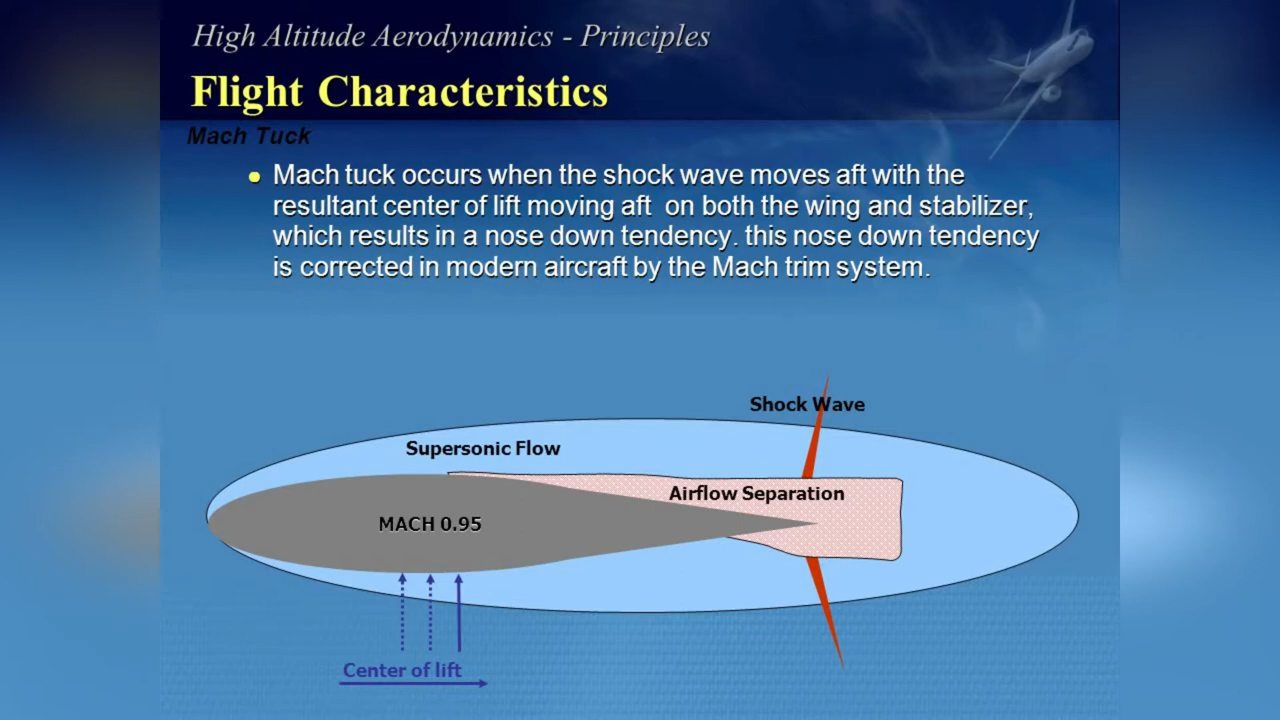 High Altitude Aerodynamics - Principles
Flight Characteristics
Mach Tuck
• Mach tuck occurs when the shock wave moves aft with the
resultant center of lift moving aft on both the wing and stabilizer,
which results in a nose down tendency. this nose down tendency
is corrected in modern aircraft by the Mach trim system.
Shock Wave
Supersonic Flow
Airflow Separation
MACH 0.95
Center of lift